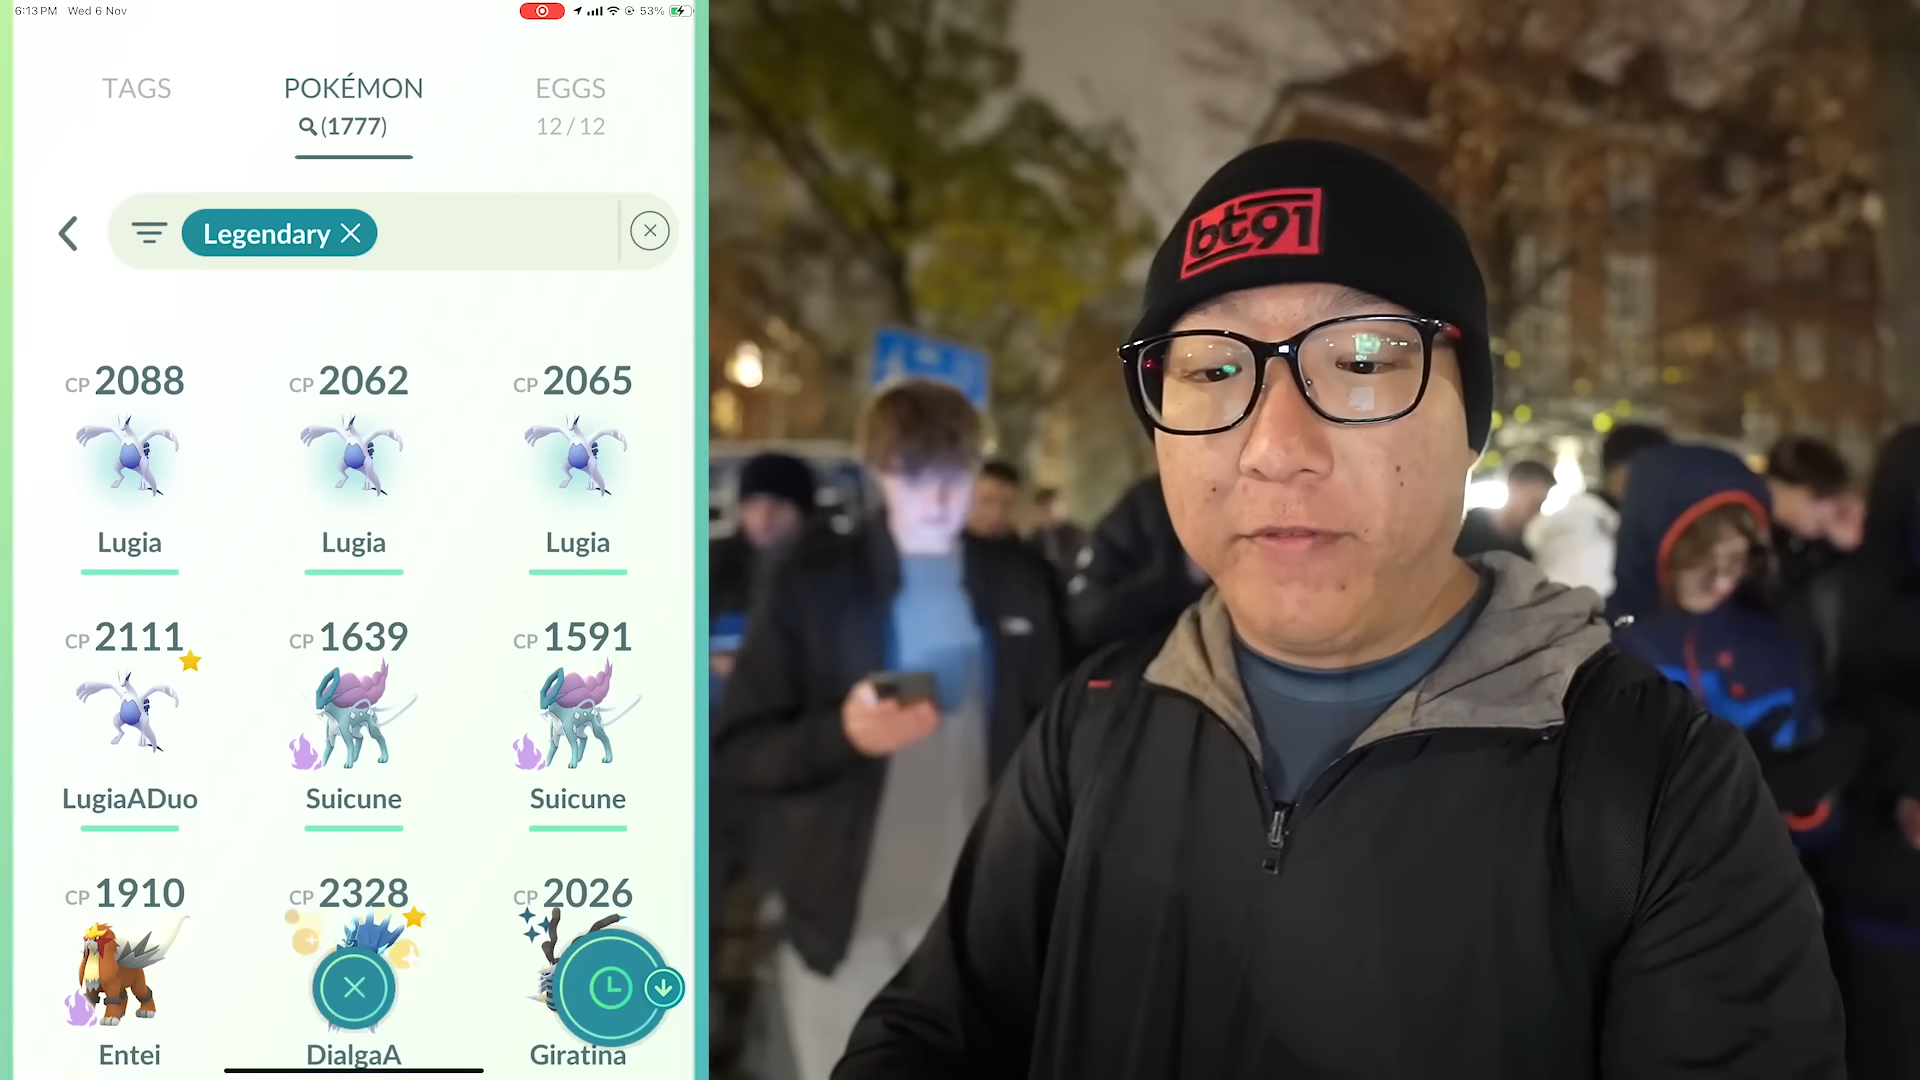 6:13 PM Wed 6 Nov
53%
TAGS
POKÉMON
EGGS
(1777)
12 / 12
Legendary
CP 2088
CP 2062
CP 2065
Lugia
Lugia
Lugia
CP 2111
CP 1639
CP 1591
LugiaADuo
Suicune
Suicune
CP 1910
CP 2328
CP 2026
Entei
DialgaA
Giratina
bt91